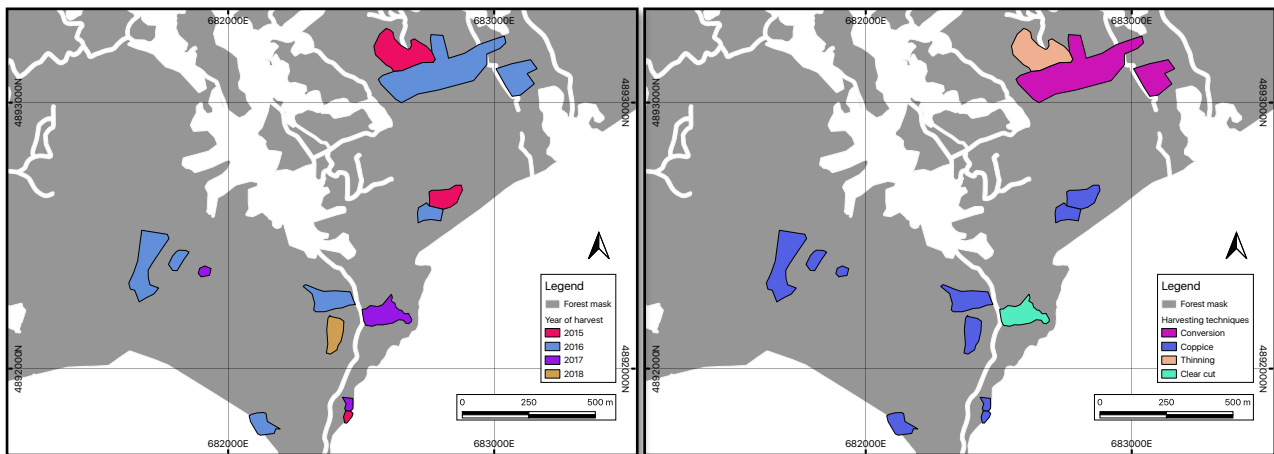 682000E
683000E
4893000N
4893000N
Legend
Forest mask
Year of harvest
2015
2016
2017
2018
4892000N
4892000N
0 250 500 m
682000E
683000E
682000E
683000E
4893000N
4893000N
Legend
Forest mask
Harvesting techniques
Conversion
Coppice
Thinning
Clear cut
4892000N
4892000N
0 250 500 m
682000E
683000E